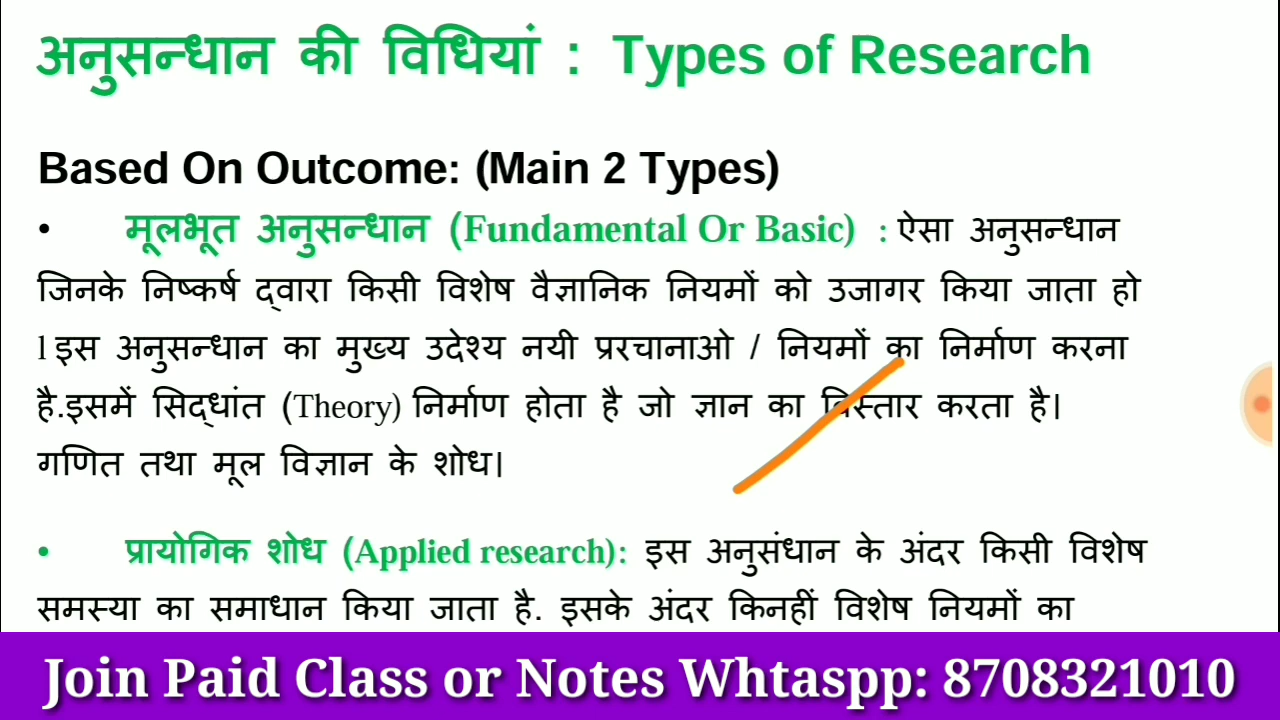 अनुसन्धान की विधियां : Types of Research
Based On Outcome: (Main 2 Types)
• मूलभूत अनुसन्धान (Fundamental Or Basic) : ऐसा अनुसन्धान
जिनके निष्कर्ष द्वारा किसी विशेष वैज्ञानिक नियमों को उजागर किया जाता हो
l इस अनुसन्धान का मुख्य उदेश्य नयी प्ररचानाओ / नियमों का निर्माण करना
है.इसमें सिद्धांत (Theory) निर्माण होता है जो ज्ञान का विस्तार करता है।
गणित तथा मूल विज्ञान के शोध।
• प्रायोगिक शोध (Applied research): इस अनुसंधान के अंदर किसी विशेष
समस्या का समाधान किया जाता है. इसके अंदर किनहीं विशेष नियमों का
Join Paid Class or Notes Whtaspp: 8708321010